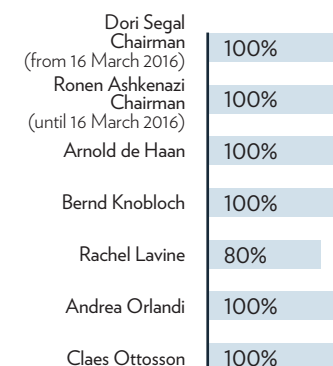 Dori Segal
Chairman
(from 16 March 2016)
100%
Ronen Ashkenazi
Chairman
(until 16 March 2016)
100%
Arnold de Haan
100%
Bernd Knobloch
100%
Rachel Lavine
80%
Andrea Orlandi
100%
Claes Ottosson
100%